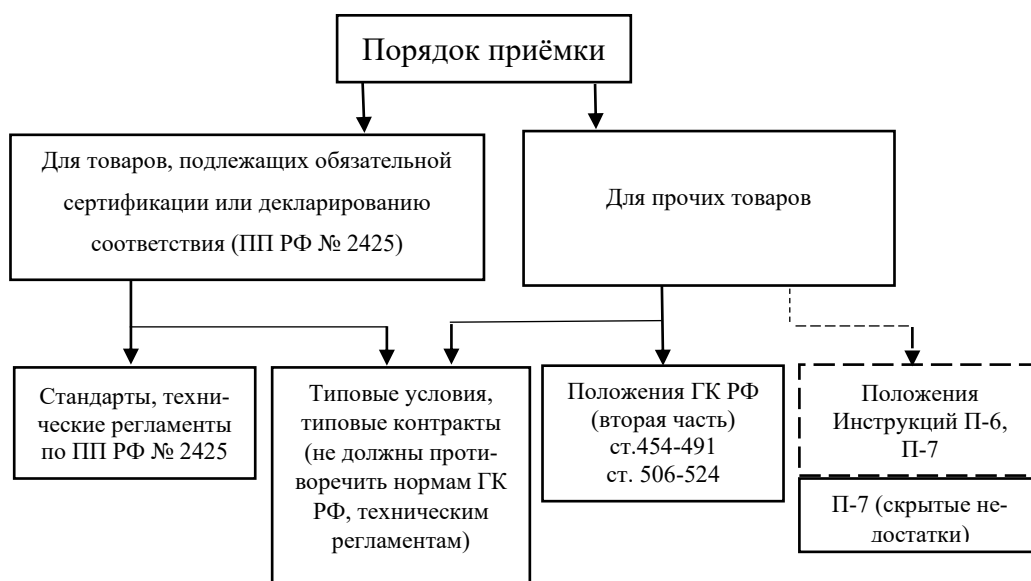 Порядок приёмки
Для товаров, подлежащих обязательной
сертификации или декларированию
соответствия (ПП РФ № 2425)
Для прочих товаров
Стандарты, техни-
ческие регламенты
по ПП РФ № 2425
Типовые условия,
типовые контракты
(не должны проти-
воречить нормам ГК
РФ, техническим
регламентам)
Положения ГК РФ
(вторая часть)
ст.454-491
ст. 506-524
Положения
Инструкций П-6,
П-7
П-7 (скрытые не-
достатки)